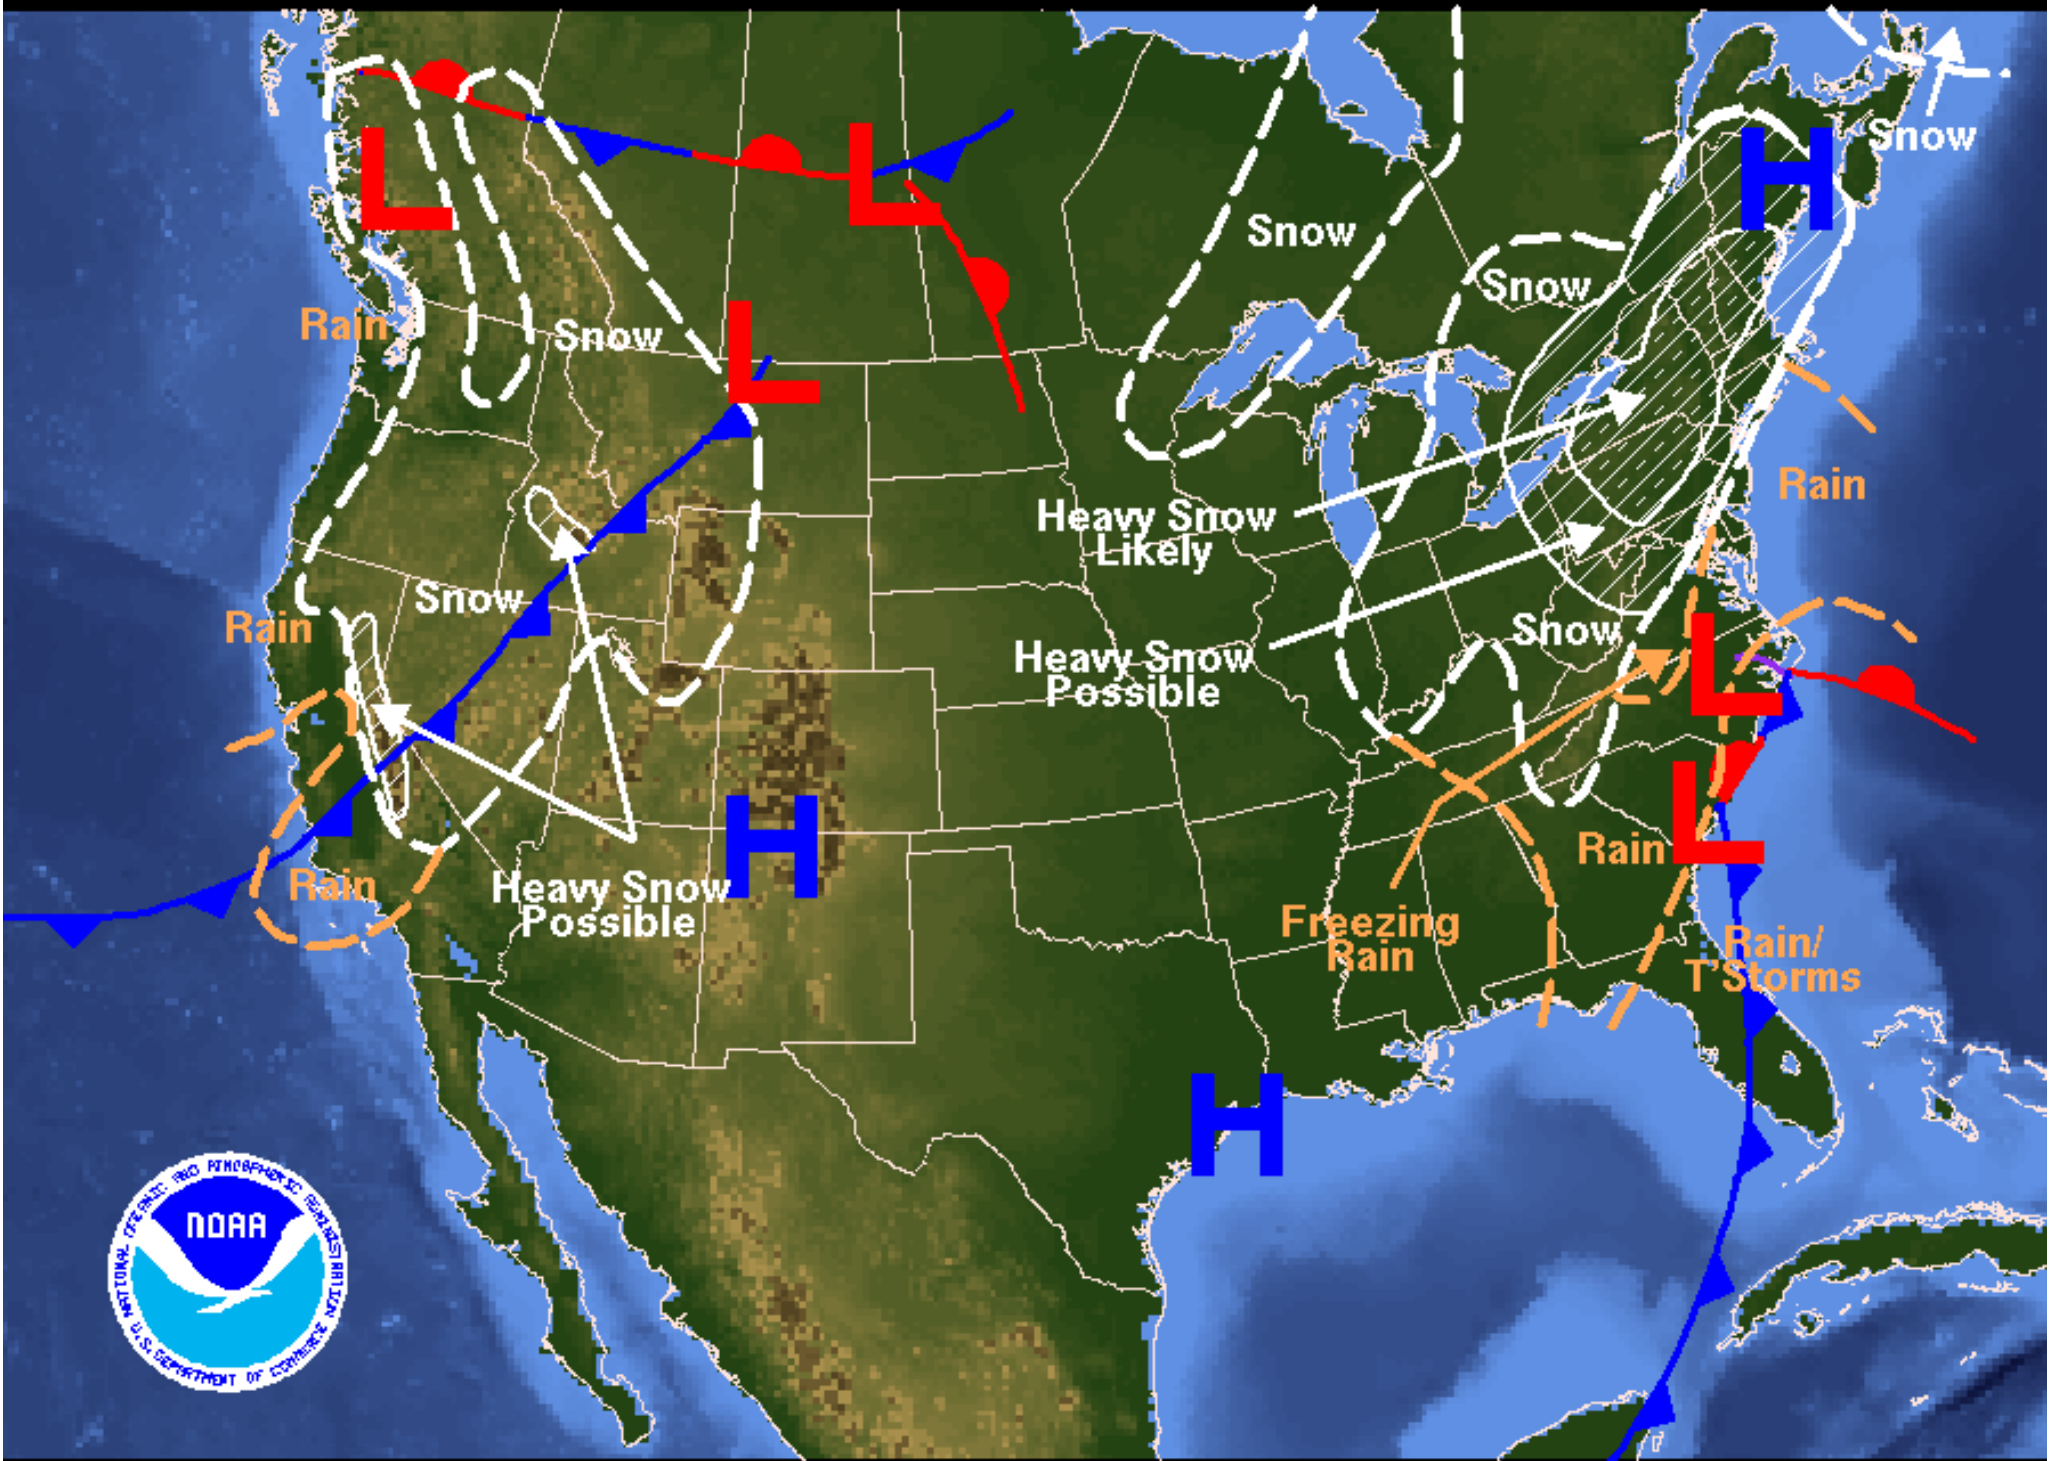 L
L
H
Snow
Snow
Snow
Rain
Snow
L
Rain
Heavy Snow
Likely
Snow
Rain
Heavy Snow
Possible
Snow
L
L
Rain
H
Rain
Heavy Snow
Possible
Freezing
Rain
Rain/
T'Storms
H
NATIONAL OCEANIC AND ATMOSPHERIC ADMINISTRATION
NOAA
U.S. DEPARTMENT OF COMMERCE